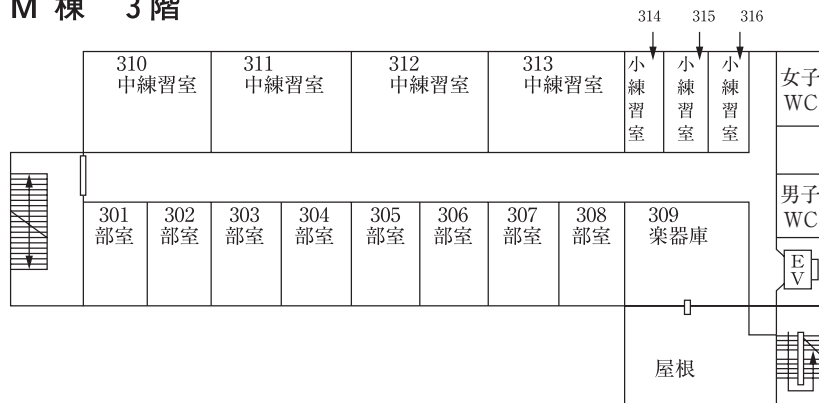 M 棟 3階
314 315 316
310
中練習室
311
中練習室
312
中練習室
313
中練習室
小練習室
小練習室
小練習室
女子
WC
男子
WC
301
部室
302
部室
303
部室
304
部室
305
部室
306
部室
307
部室
308
部室
309
楽器庫
EV
屋根